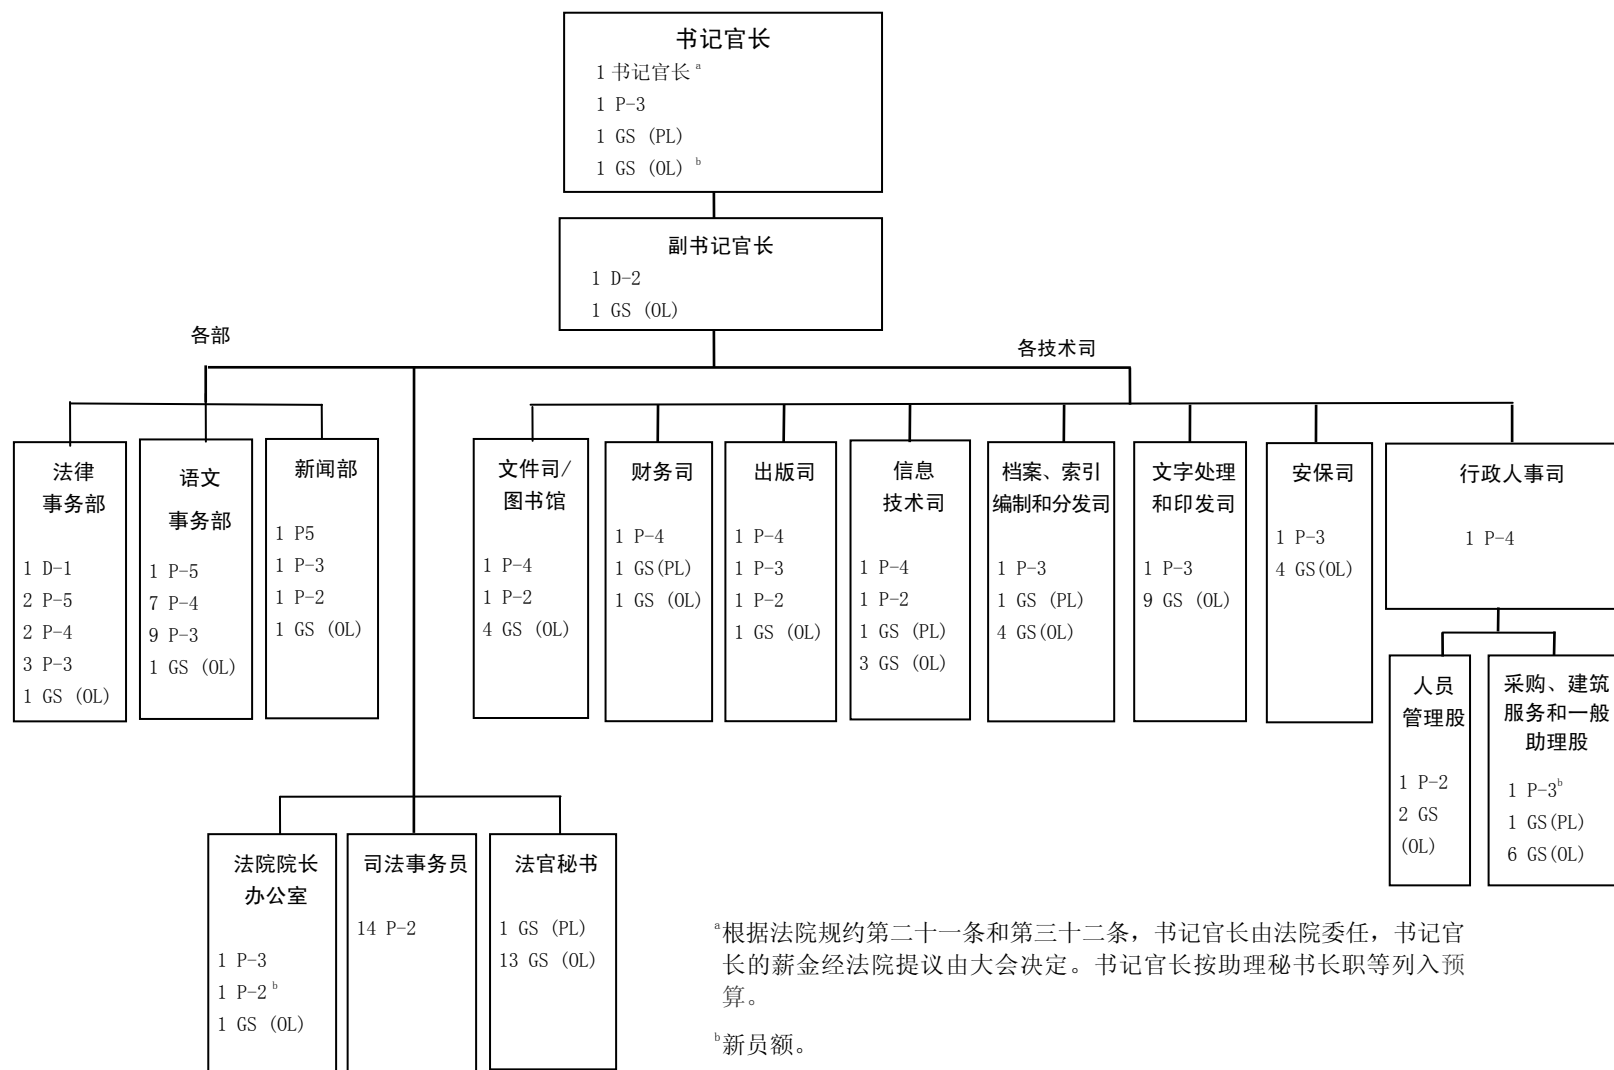 书记官长
1 书记官长 a
1 P-3
1 GS (PL)
1 GS (OL) b
副书记官长
1 D-2
1 GS (OL)
各部
各技术司
法律
事务部
1 D-1
2 P-5
2 P-4
3 P-3
1 GS (OL)
语文
事务部
1 P-5
7 P-4
9 P-3
1 GS (OL)
新闻部
1 P5
1 P-3
1 P-2
1 GS (OL)
文件司/
图书馆
1 P-4
1 P-2
4 GS (OL)
财务司
1 P-4
1 GS(PL)
1 GS (OL)
出版司
1 P-4
1 P-3
1 P-2
1 GS (OL)
信息
技术司
1 P-4
1 P-2
1 GS (PL)
3 GS (OL)
档案、索引
编制和分发司
1 P-3
1 GS (PL)
4 GS(OL)
文字处理
和印发司
1 P-3
9 GS (OL)
安保司
1 P-3
4 GS(OL)
行政人事司
1 P-4
人员
管理股
1 P-2
2 GS
(OL)
采购、建筑
服务和一般
助理股
1 P-3b
1 GS(PL)
6 GS(OL)
法院院长
办公室
1 P-3
1 P-2 b
1 GS (OL)
司法事务员
14 P-2
法官秘书
1 GS (PL)
13 GS (OL)
a根据法院规约第二十一条和第三十二条，书记官长由法院委任，书记官
长的薪金经法院提议由大会决定。书记官长按助理秘书长职等列入预
算。
b新员额。